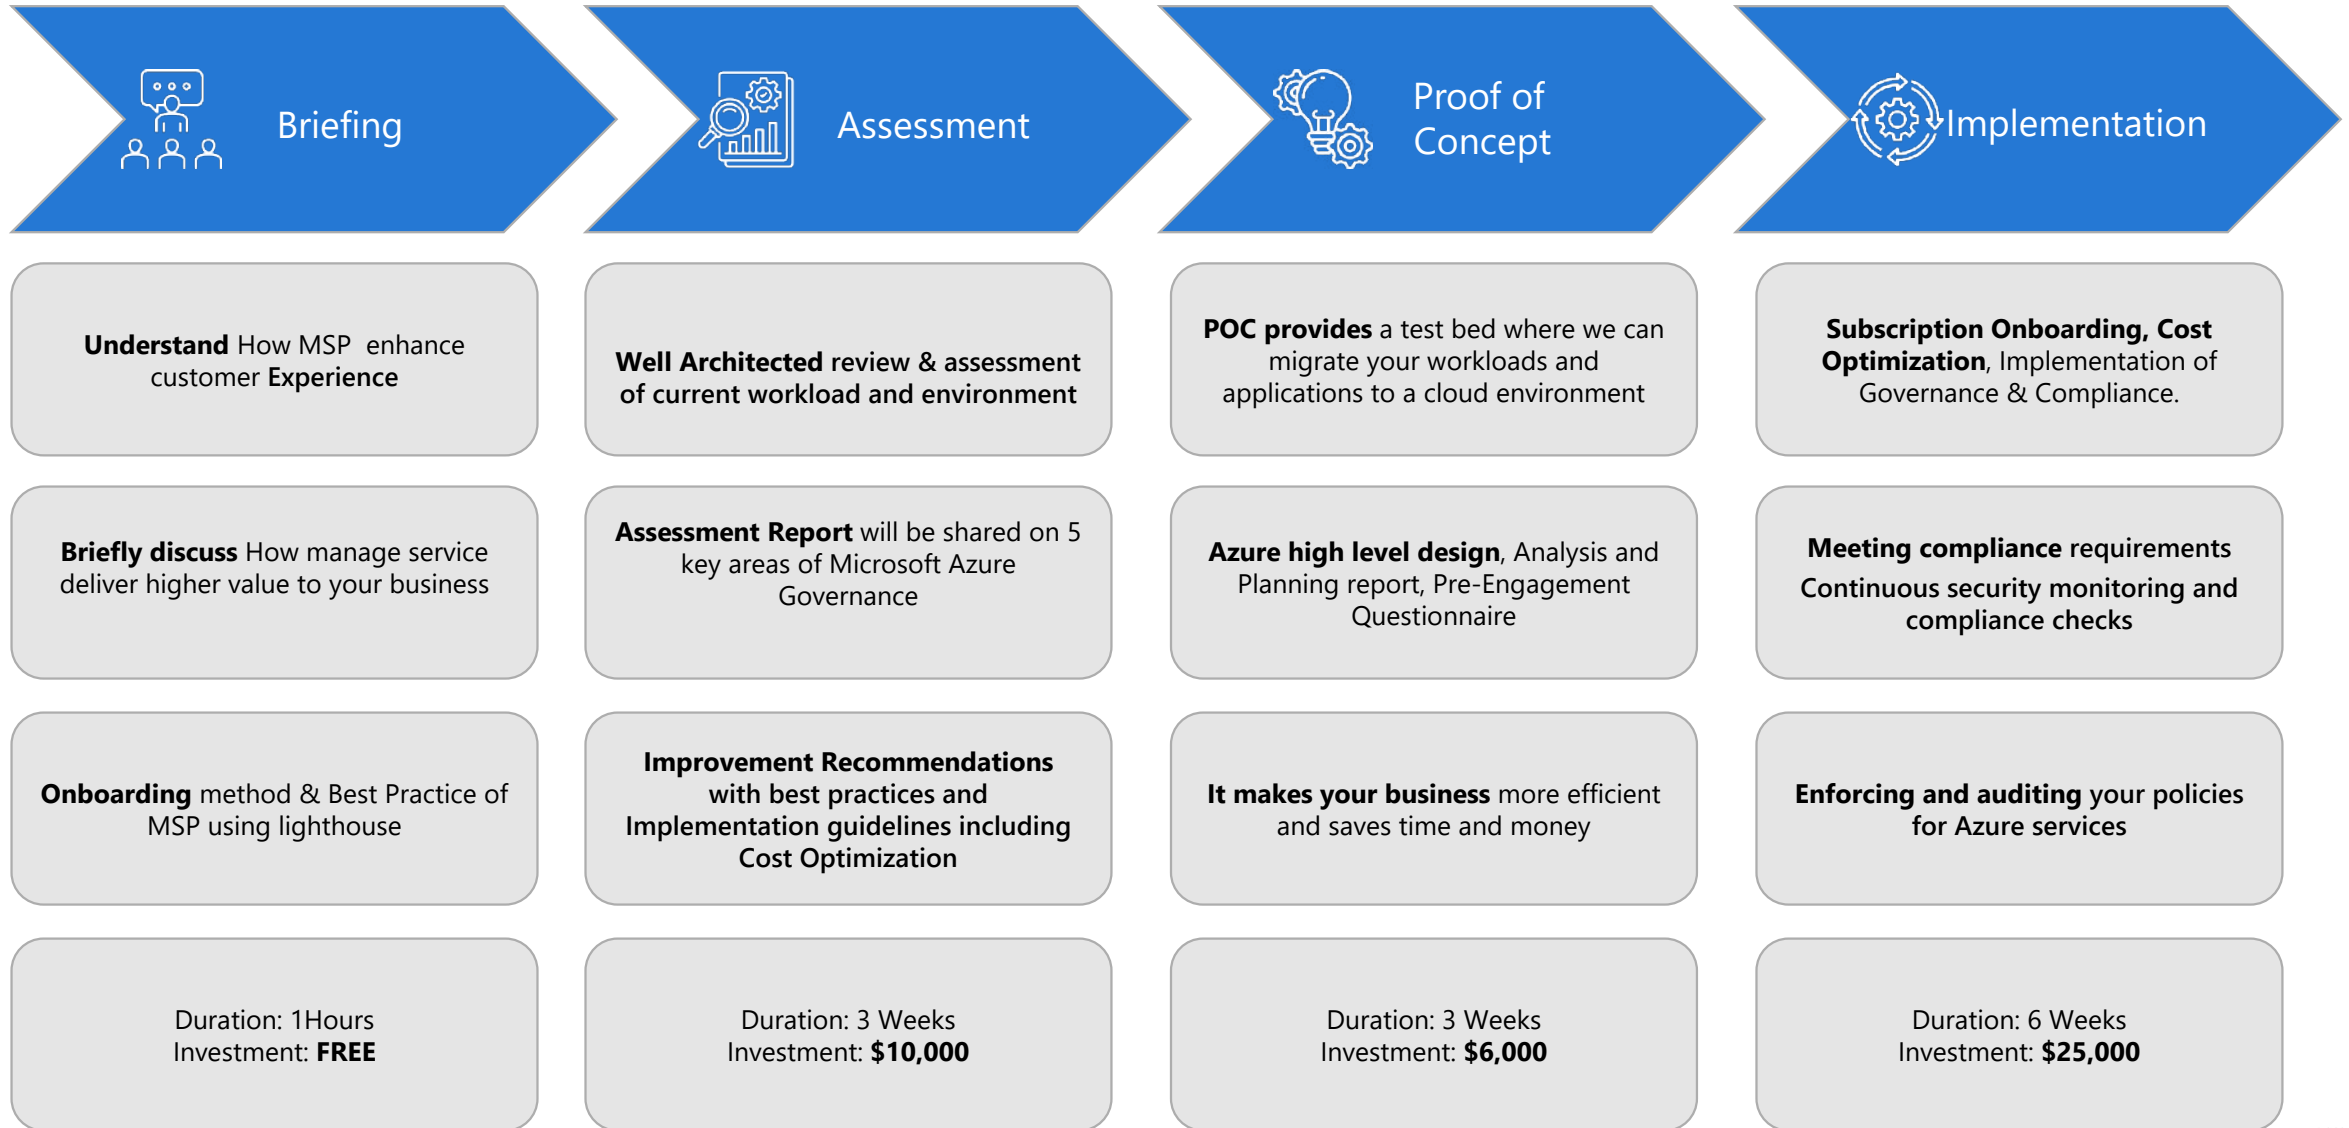 Briefing
Assessment
Proof of
Concept
Implementation
Understand How MSP  enhance
customer Experience
Well Architected review & assessment
of current workload and environment
POC provides a test bed where we can
migrate your workloads and
applications to a cloud environment
Subscription Onboarding, Cost
Optimization, Implementation of
Governance & Compliance.
Briefly discuss How manage service
deliver higher value to your business
Assessment Report will be shared on 5
key areas of Microsoft Azure
Governance
Azure high level design, Analysis and
Planning report, Pre-Engagement
Questionnaire
Meeting compliance requirements
Continuous security monitoring and
compliance checks
Onboarding method & Best Practice of
MSP using lighthouse
Improvement Recommendations
with best practices and
Implementation guidelines including
Cost Optimization
It makes your business more efficient
and saves time and money
Enforcing and auditing your policies
for Azure services
Duration: 1Hours
Investment: FREE
Duration: 3 Weeks
Investment: $10,000
Duration: 3 Weeks
Investment: $6,000
Duration: 6 Weeks
Investment: $25,000